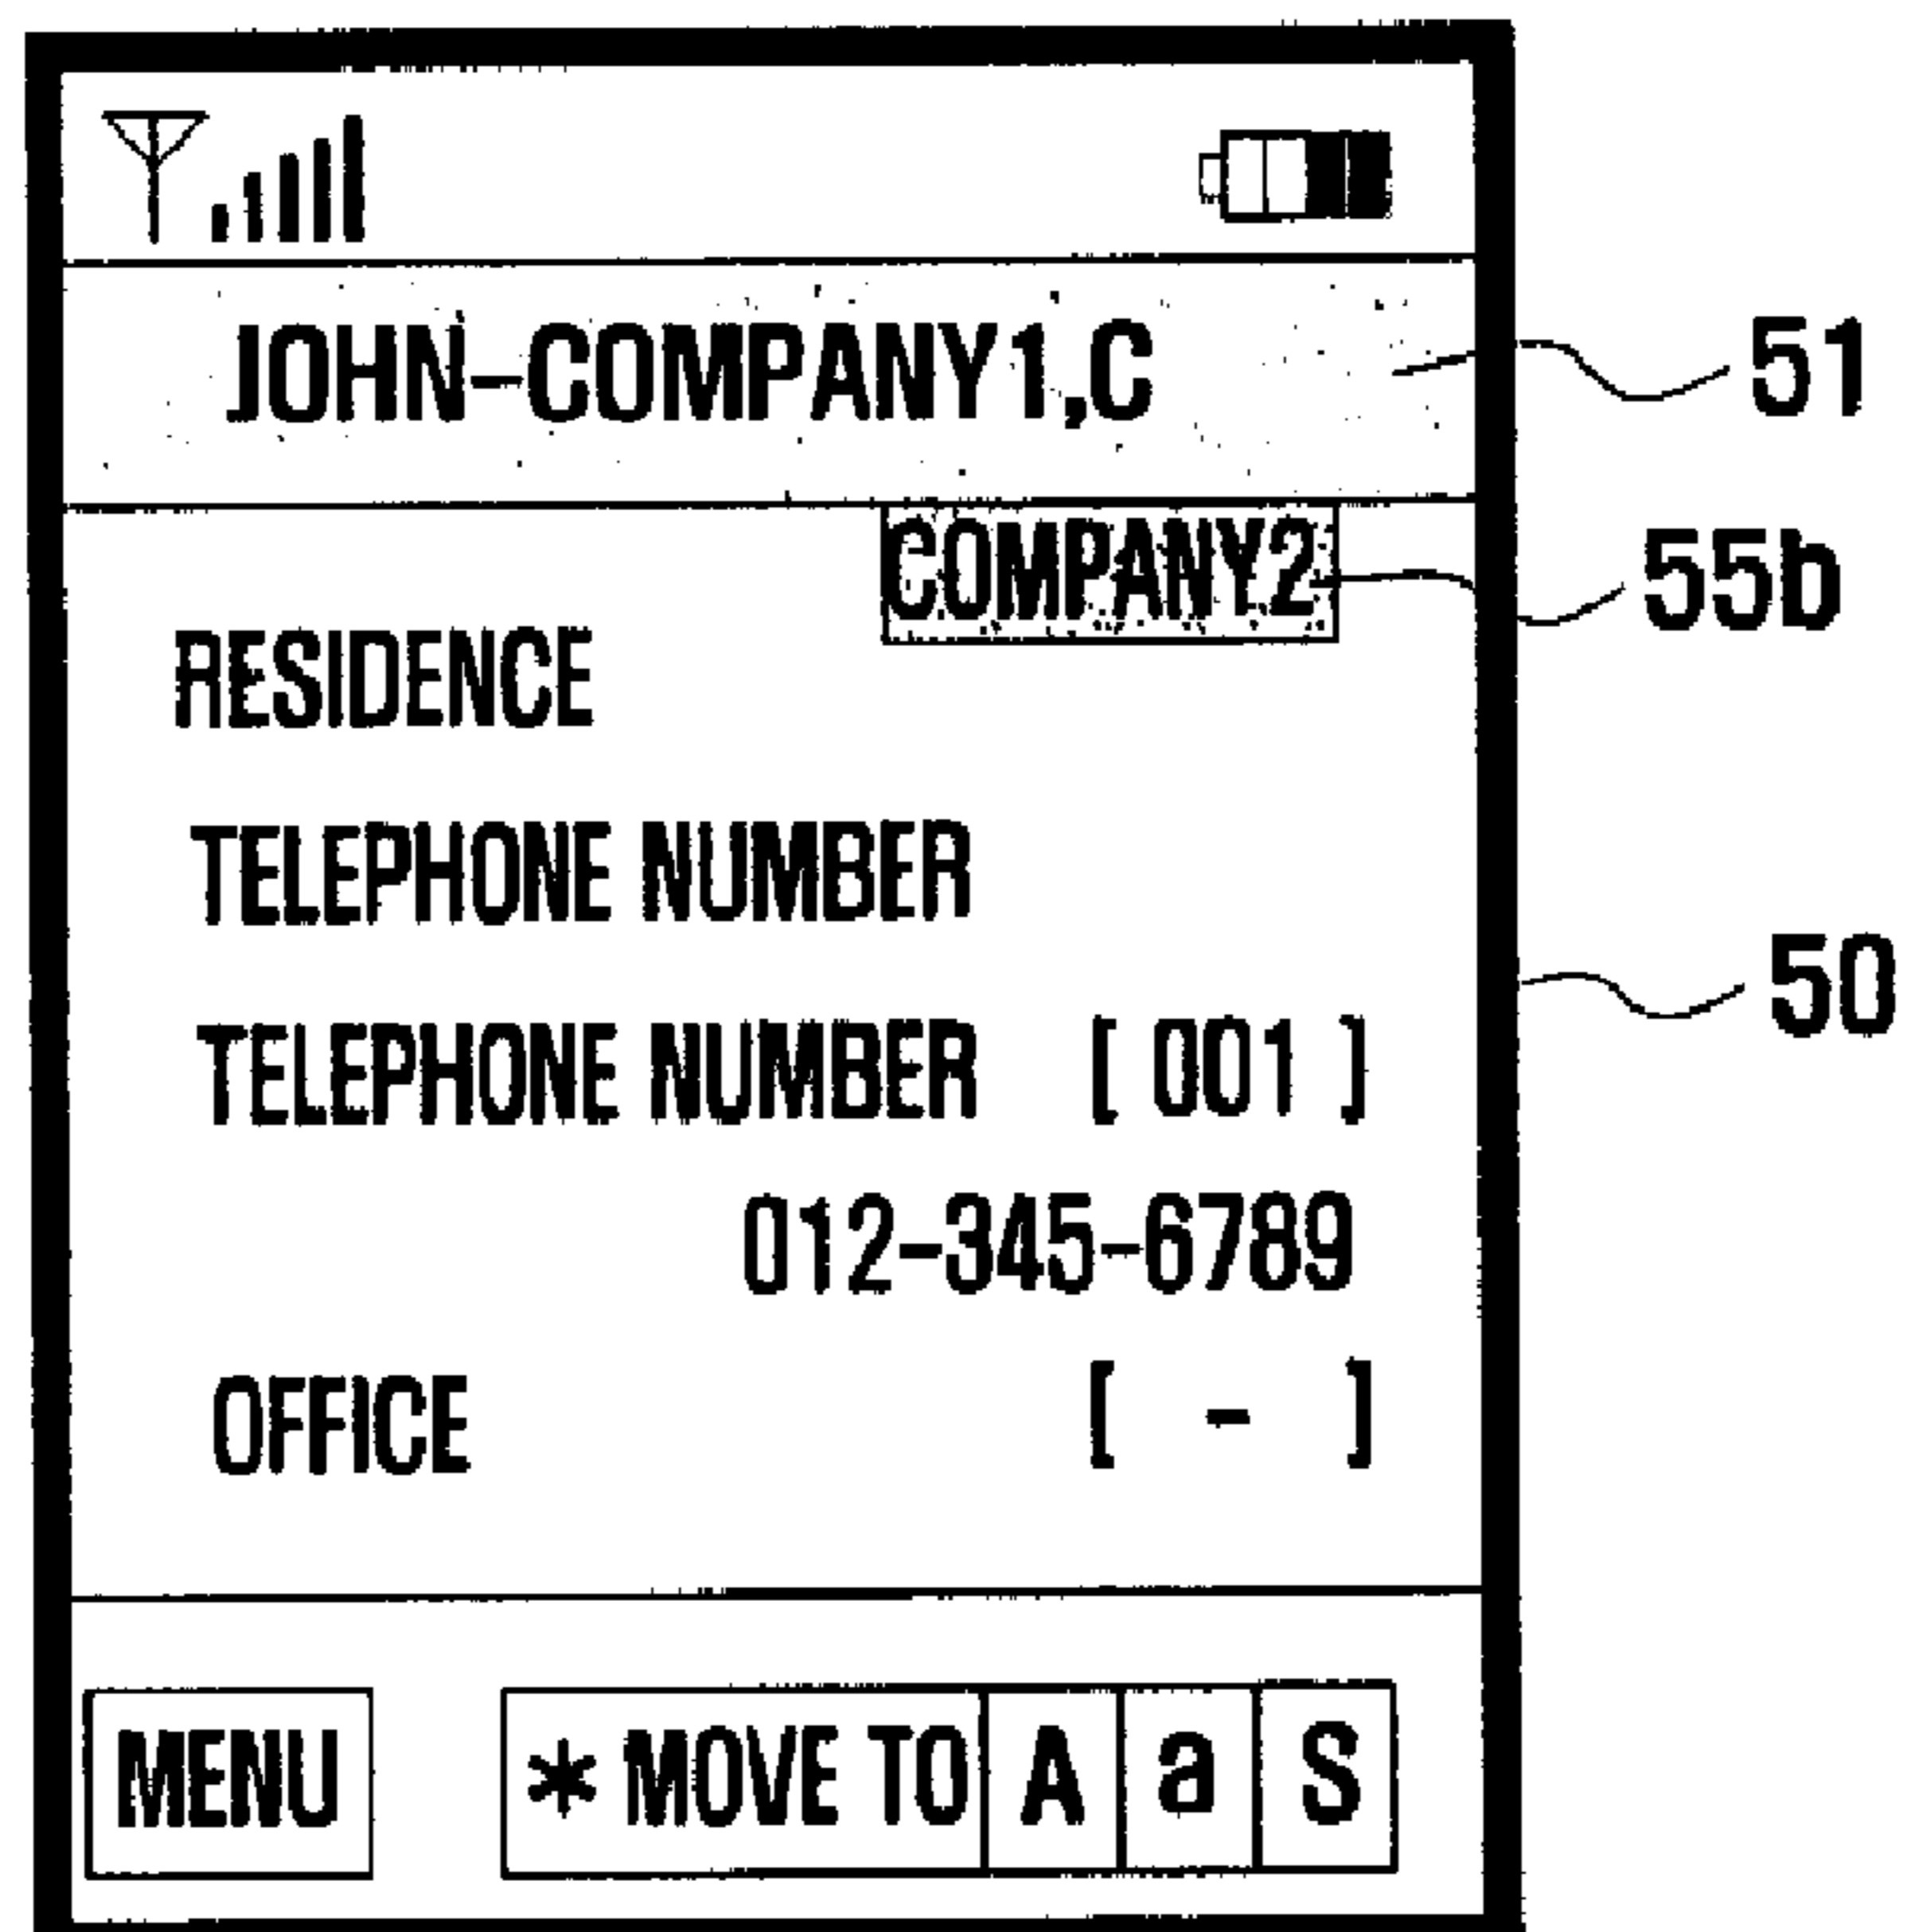 JOHN-COMPANY1,C
51
COMPANY2
55b
RESIDENCE
TELEPHONE NUMBER
50
TELEPHONE NUMBER [ 001 ]
012-345-6789
OFFICE [ - ]
MENU * MOVE TO A a S